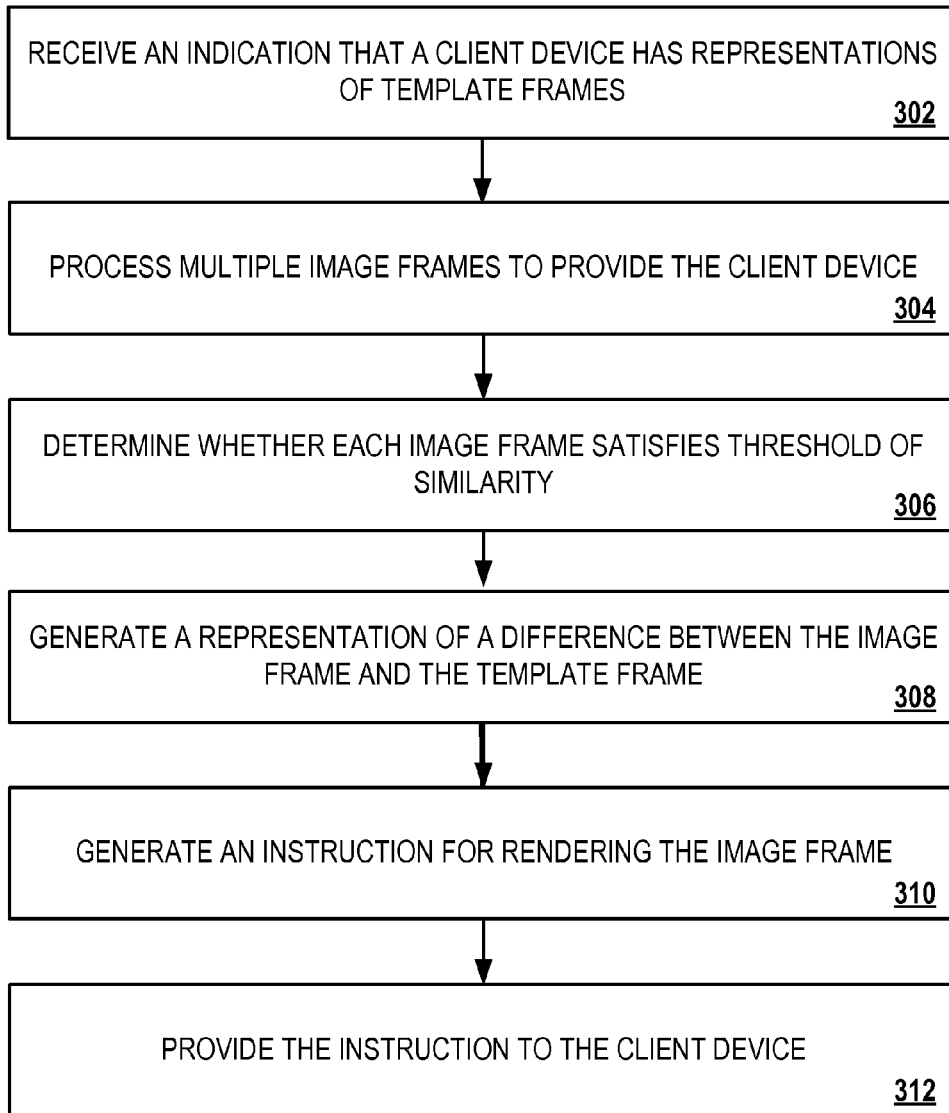 RECEIVE AN INDICATION THAT A CLIENT DEVICE HAS REPRESENTATIONS
OF TEMPLATE FRAMES
302
PROCESS MULTIPLE IMAGE FRAMES TO PROVIDE THE CLIENT DEVICE
304
DETERMINE WHETHER EACH IMAGE FRAME SATISFIES THRESHOLD OF
SIMILARITY
306
GENERATE A REPRESENTATION OF A DIFFERENCE BETWEEN THE IMAGE
FRAME AND THE TEMPLATE FRAME
308
GENERATE AN INSTRUCTION FOR RENDERING THE IMAGE FRAME
310
PROVIDE THE INSTRUCTION TO THE CLIENT DEVICE
312